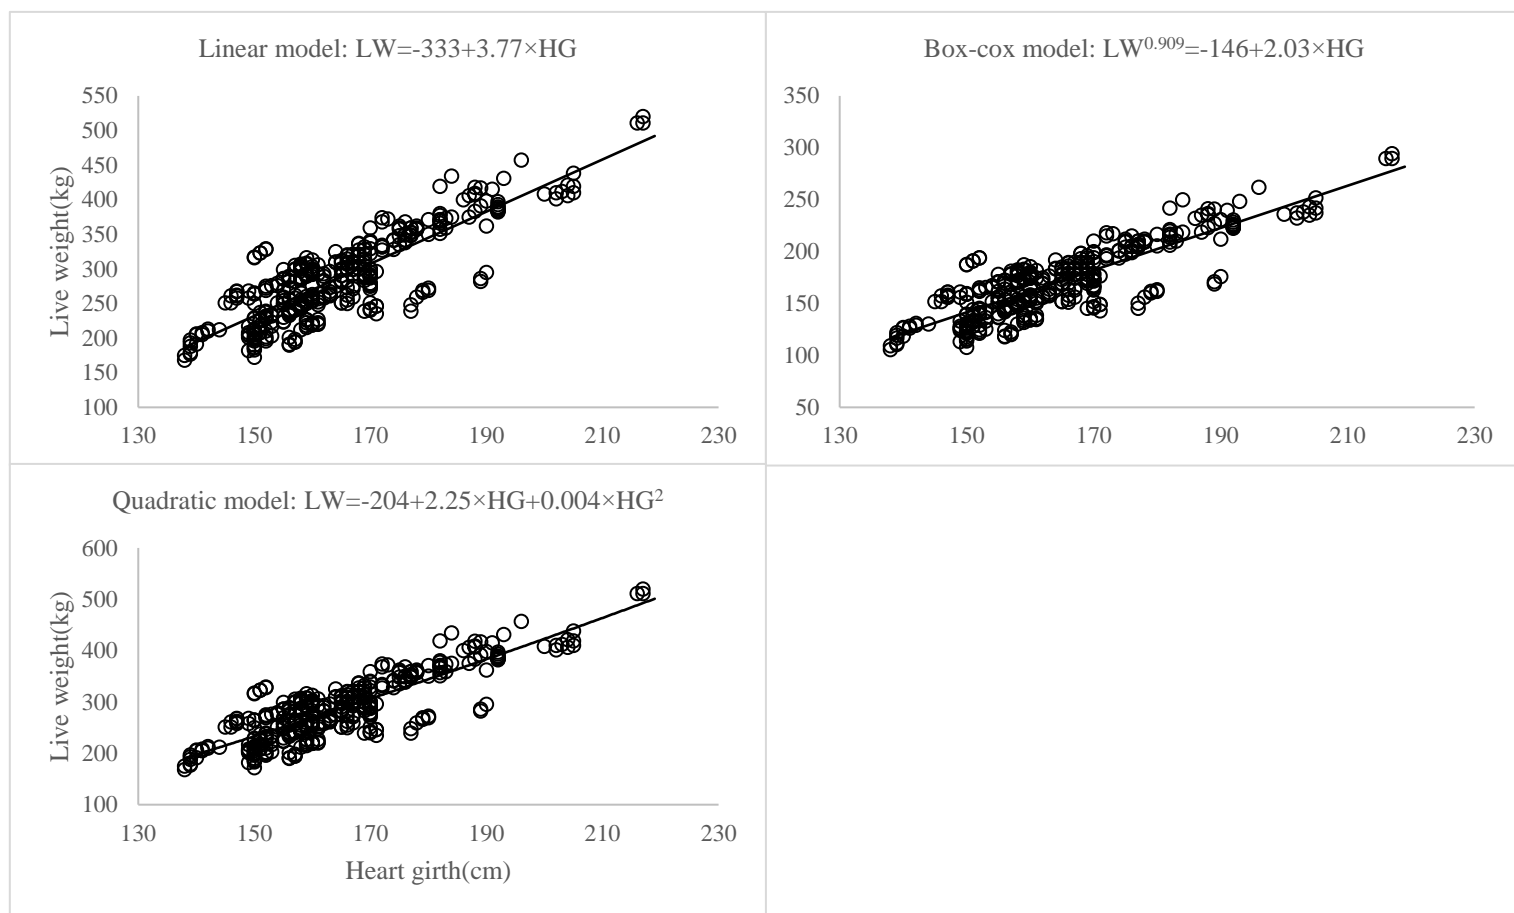 Linear model: LW=-333+3.77×HG
550
500
450
400
350
300
250
200
150
100
Live weight(kg)
130 150 170 190 210 230
Box-cox model: LW^0.909=-146+2.03×HG
350
300
250
200
150
100
50
130 150 170 190 210 230
Quadratic model: LW=-204+2.25×HG+0.004×HG²
600
500
400
300
200
100
Live weight(kg)
130 150 170 190 210 230
Heart girth(cm)